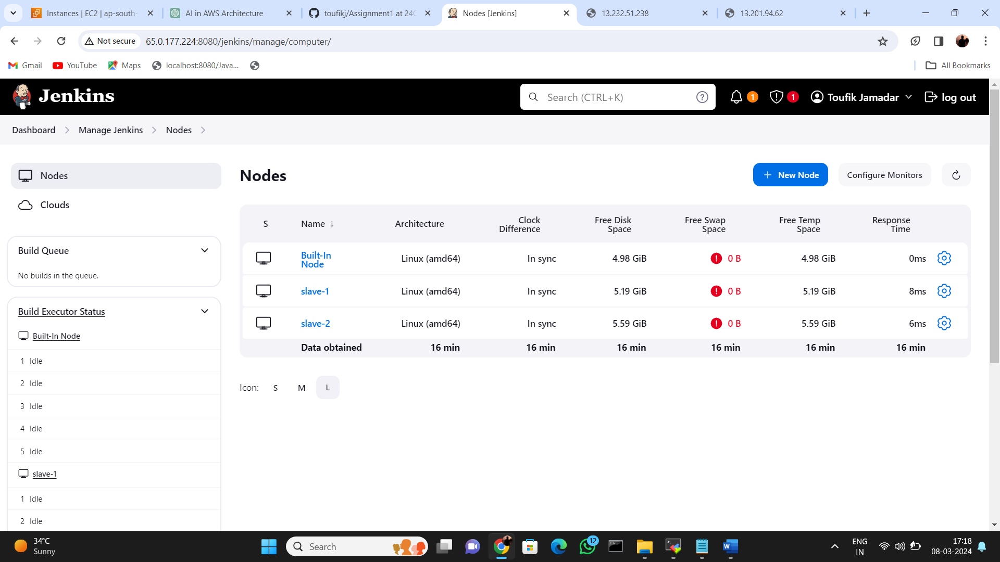 Instances | EC2 | ap-south-
AI in AWS Architecture
toufikj/Assignment1 at 24C
Nodes [Jenkins]
13.232.51.238
13.201.94.62
Not secure
65.0.177.224:8080/jenkins/manage/computer/
Gmail
YouTube
Maps
localhost:8080/Java...
All Bookmarks
Jenkins
Search (CTRL+K)
?
1
1
Toufik Jamadar
log out
Dashboard
Manage Jenkins
Nodes
Nodes
Clouds
Build Queue
No builds in the queue.
Build Executor Status
Built-In Node
1 Idle
2 Idle
3 Idle
4 Idle
5 Idle
slave-1
1 Idle
2 Idle
Nodes
+ New Node
Configure Monitors
S Name ↓ Architecture Clock Difference Free Disk Space Free Swap Space Free Temp Space Response Time
Built-In Node Linux (amd64) In sync 4.98 GiB ! 0 B 4.98 GiB 0ms
slave-1 Linux (amd64) In sync 5.19 GiB ! 0 B 5.19 GiB 8ms
slave-2 Linux (amd64) In sync 5.59 GiB ! 0 B 5.59 GiB 6ms
Data obtained 16 min 16 min 16 min 16 min 16 min 16 min
Icon: S M L
34°C
Sunny
Search
12
ENG
IN
17:18
08-03-2024